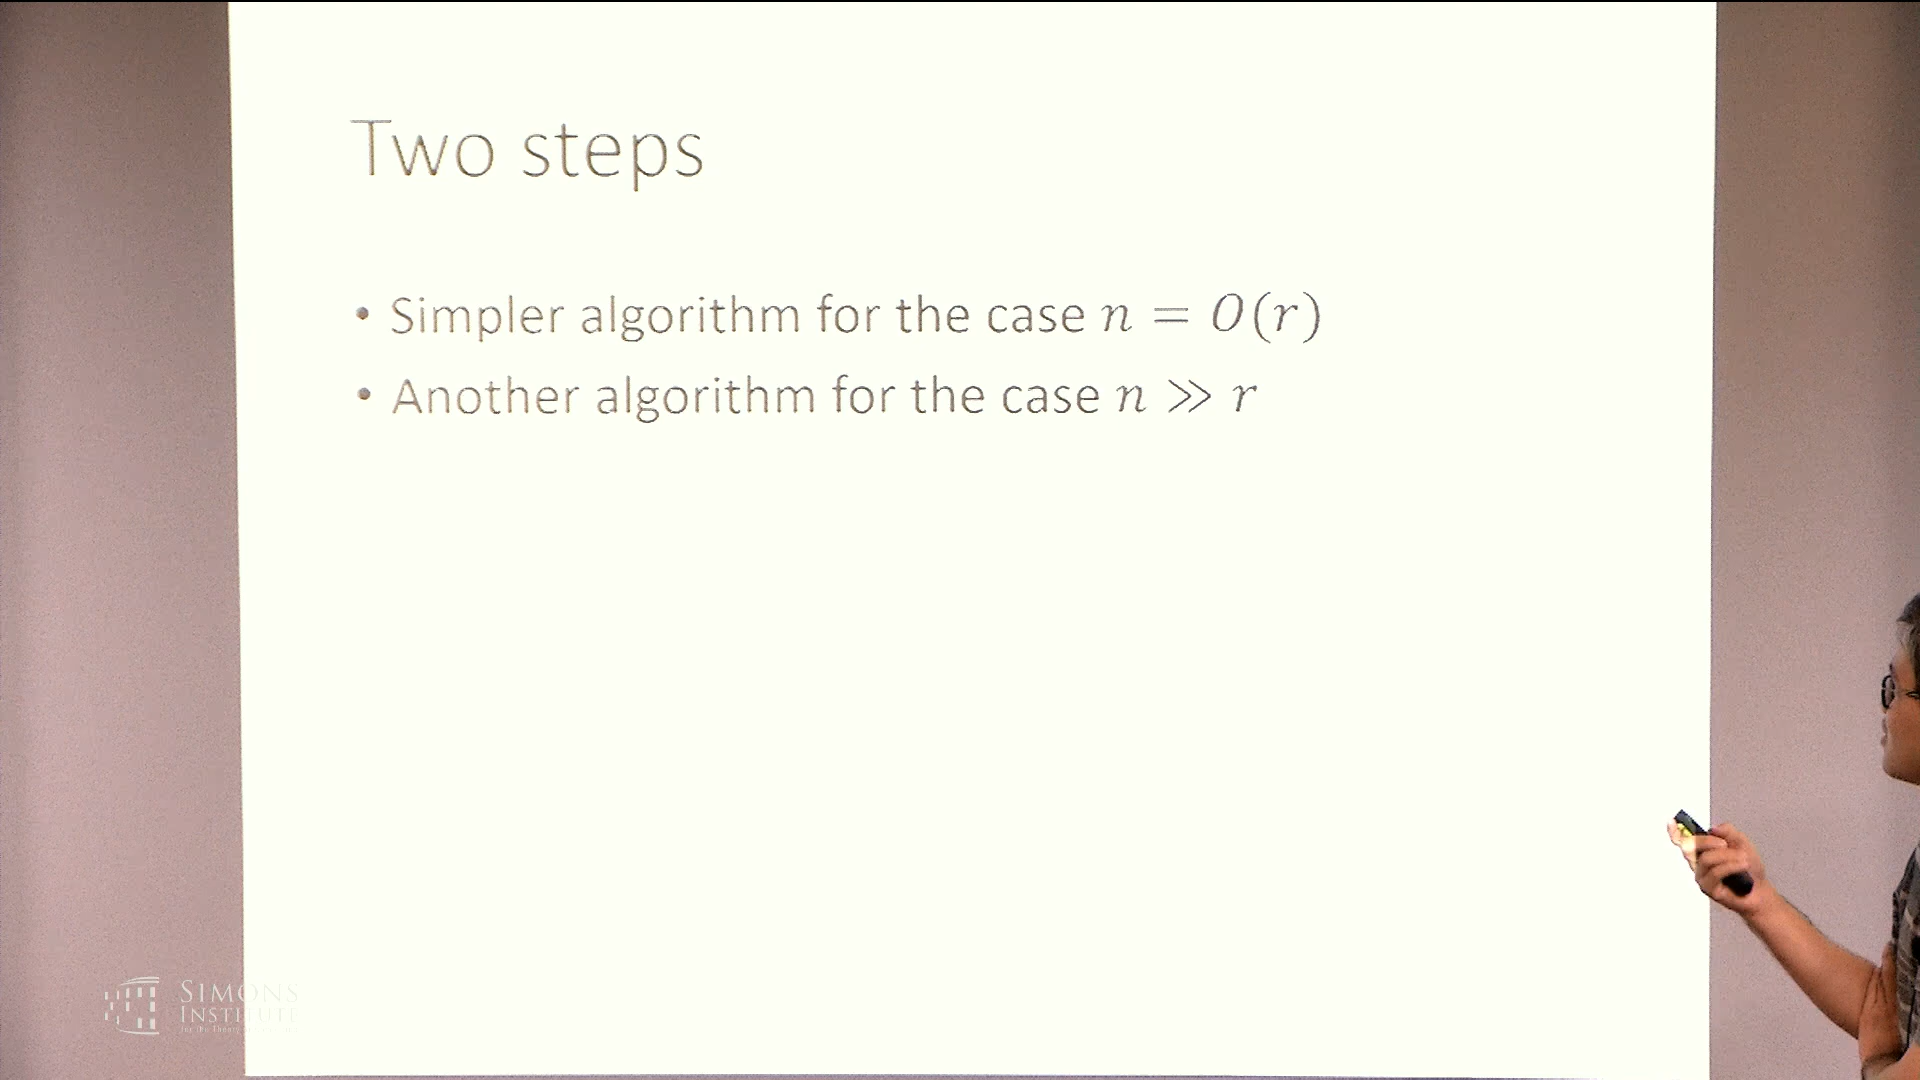 Two steps
• Simpler algorithm for the case n = O(r)
• Another algorithm for the case n ≫ r
SIMONS
INSTITUTE